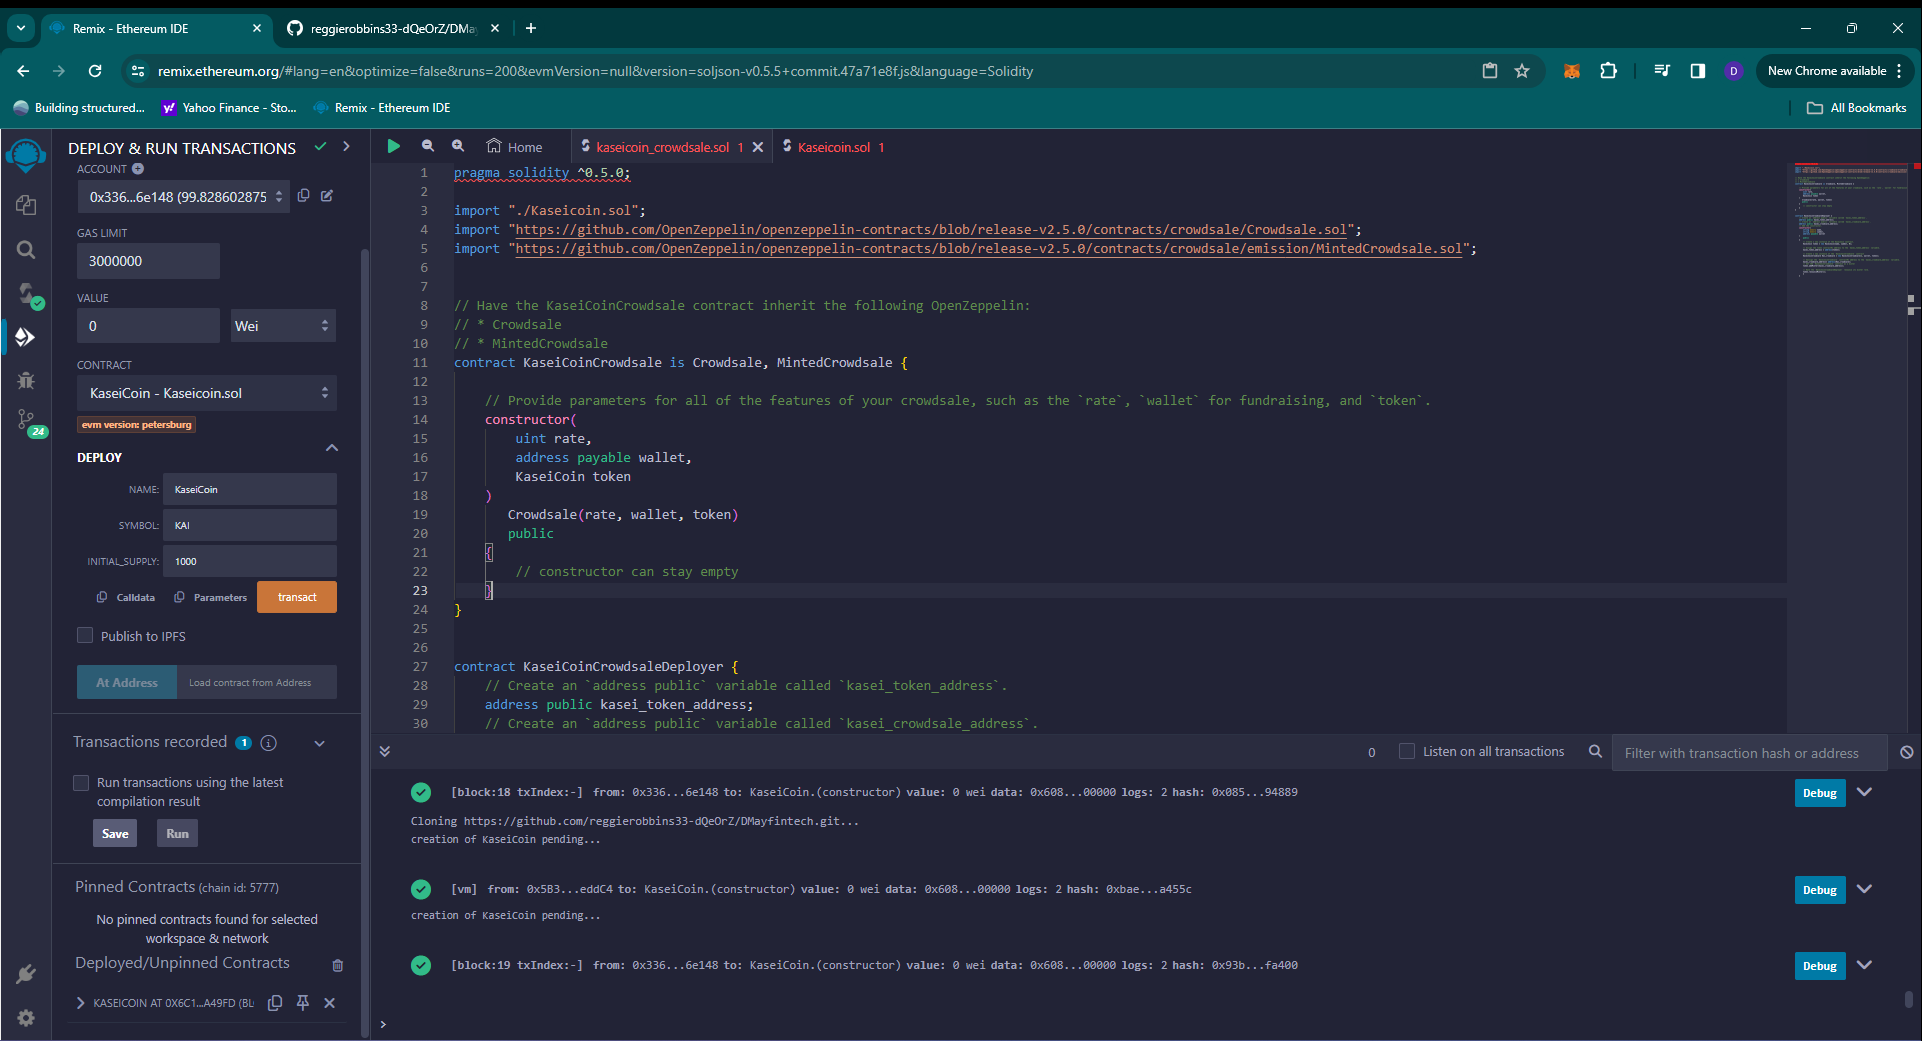 Remix - Ethereum IDE
reggierobbins33-dQeOrZ/DMay
remix.ethereum.org/#lang=en&optimize=false&runs=200&evmVersion=null&version=soljson-v0.5.5+commit.47a71e8f.js&language=Solidity
D
New Chrome available
Building structured...
y! Yahoo Finance - Sto...
Remix - Ethereum IDE
All Bookmarks
DEPLOY & RUN TRANSACTIONS
ACCOUNT
0x336...6e148 (99.828602875
GAS LIMIT
3000000
VALUE
0
Wei
CONTRACT
KaseiCoin - Kaseicoin.sol
evm version: petersburg
24
DEPLOY
NAME: KaseiCoin
SYMBOL: KAI
INITIAL_SUPPLY: 1000
Calldata Parameters transact
Publish to IPFS
At Address Load contract from Address
Transactions recorded 1 i
Run transactions using the latest
compilation result
Save Run
Pinned Contracts (chain id: 5777)
No pinned contracts found for selected
workspace & network
Deployed/Unpinned Contracts
KASEICOIN AT 0X6C1...A49FD (BL
Home kaseicoin_crowdsale.sol 1 Kaseicoin.sol 1
1 pragma solidity ^0.5.0;
2
3 import "./Kaseicoin.sol";
4 import "https://github.com/OpenZeppelin/openzeppelin-contracts/blob/release-v2.5.0/contracts/crowdsale/Crowdsale.sol";
5 import "https://github.com/OpenZeppelin/openzeppelin-contracts/blob/release-v2.5.0/contracts/crowdsale/emission/MintedCrowdsale.sol";
6
7
8 // Have the KaseiCoinCrowdsale contract inherit the following OpenZeppelin:
9 // * Crowdsale
10 // * MintedCrowdsale
11 contract KaseiCoinCrowdsale is Crowdsale, MintedCrowdsale {
12
13 // Provide parameters for all of the features of your crowdsale, such as the `rate`, `wallet` for fundraising, and `token`.
14 constructor(
15 uint rate,
16 address payable wallet,
17 KaseiCoin token
18 )
19 Crowdsale(rate, wallet, token)
20 public
21 {
22 // constructor can stay empty
23 }
24 }
25
26
27 contract KaseiCoinCrowdsaleDeployer {
28 // Create an `address public` variable called `kasei_token_address`.
29 address public kasei_token_address;
30 // Create an `address public` variable called `kasei_crowdsale_address`.
0 Listen on all transactions Filter with transaction hash or address
[block:18 txIndex:-] from: 0x336...6e148 to: KaseiCoin.(constructor) value: 0 wei data: 0x608...00000 logs: 2 hash: 0x085...94889 Debug
Cloning https://github.com/reggierobbins33-dQeOrZ/DMayfintech.git...
creation of KaseiCoin pending...
[vm] from: 0x5B3...eddC4 to: KaseiCoin.(constructor) value: 0 wei data: 0x608...00000 logs: 2 hash: 0xbae...a455c Debug
creation of KaseiCoin pending...
[block:19 txIndex:-] from: 0x336...6e148 to: KaseiCoin.(constructor) value: 0 wei data: 0x608...00000 logs: 2 hash: 0x93b...fa400 Debug
>